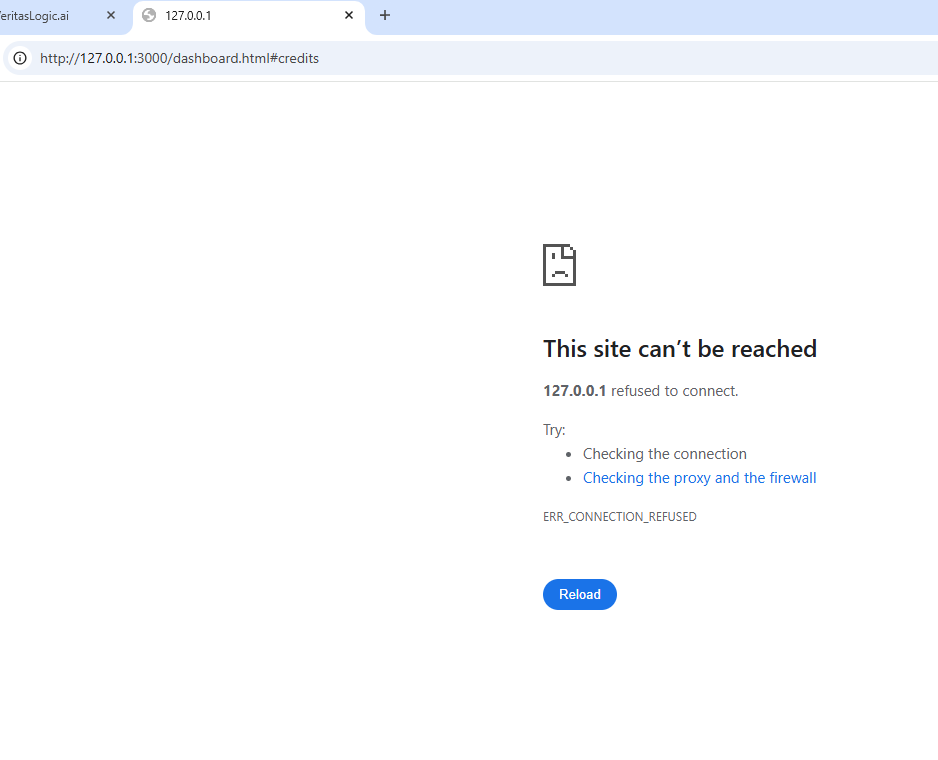 eritasLogic.ai
127.0.0.1
http://127.0.0.1:3000/dashboard.html#credits
This site can’t be reached
127.0.0.1 refused to connect.
Try:
• Checking the connection
• Checking the proxy and the firewall
ERR_CONNECTION_REFUSED
Reload